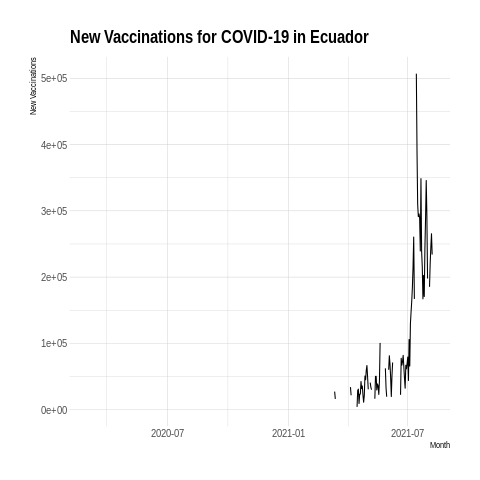 New Vaccinations for COVID-19 in Ecuador
New Vaccinations
5e+05
4e+05
3e+05
2e+05
1e+05
0e+00
2020-07 2021-01 2021-07
Month